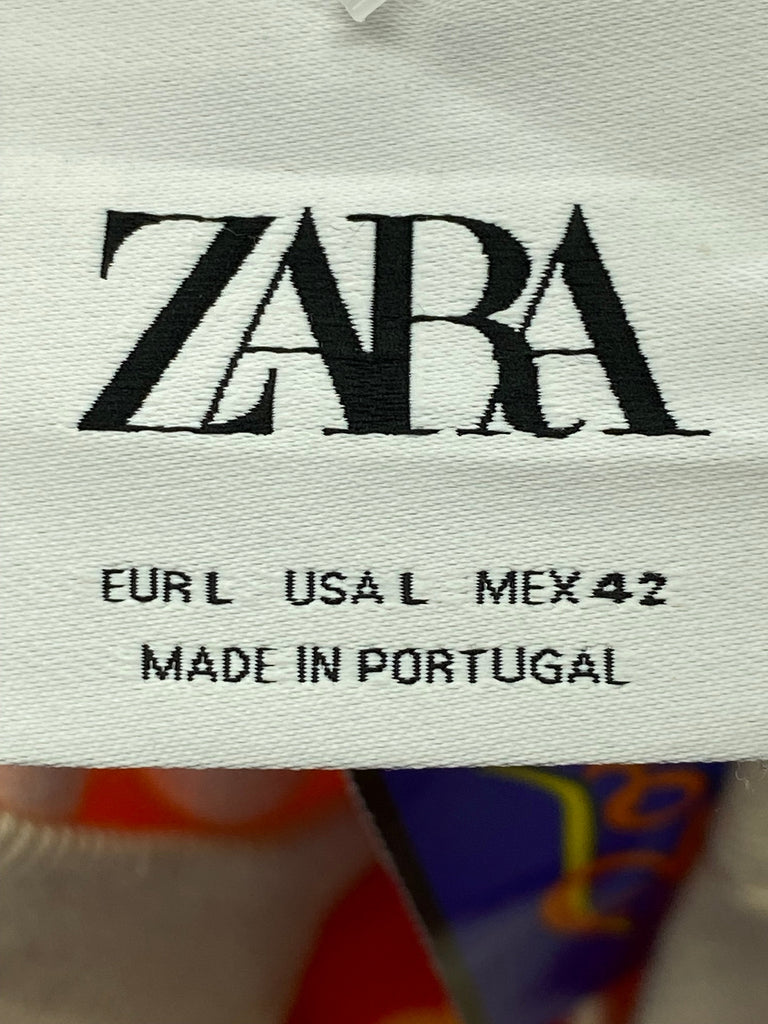 ZARA
EUR L USA L MEX 42
MADE IN PORTUGAL